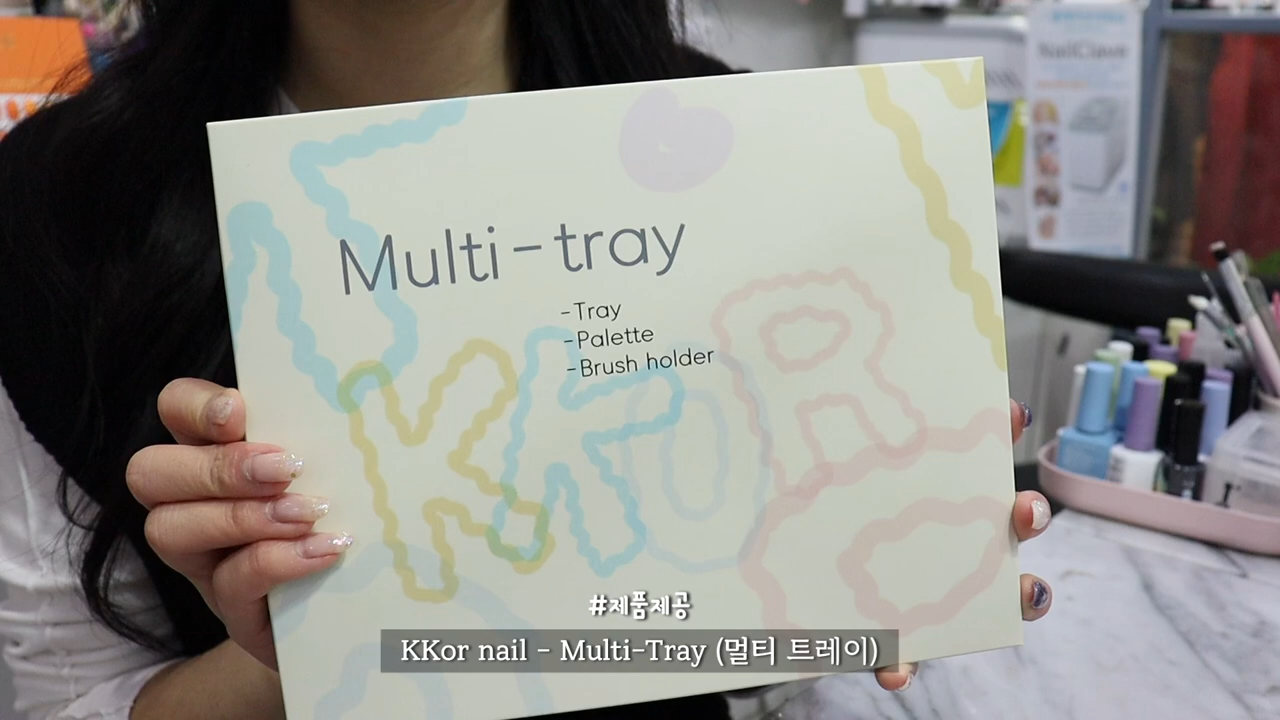 NailClave
Multi-tray
-Tray
-Palette
-Brush holder
KKOR
#제품제공
KKor nail - Multi-Tray (멀티 트레이)